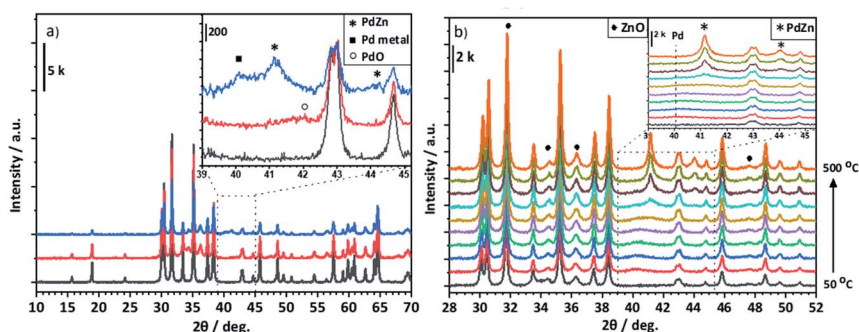 a)
200
✱ PdZn
■ Pd metal
○ PdO
5 k
39 40 41 42 43 44 45
Intensity / a.u.
10 15 20 25 30 35 40 45 50 55 60 65 70
2θ / deg.
b)
ZnO
2 k
2 k
Pd
✱ PdZn
39 40 41 42 43 44 45
Intensity / a.u.
500 °C
50 °C
28 30 32 34 36 38 40 42 44 46 48 50 52
2θ / deg.